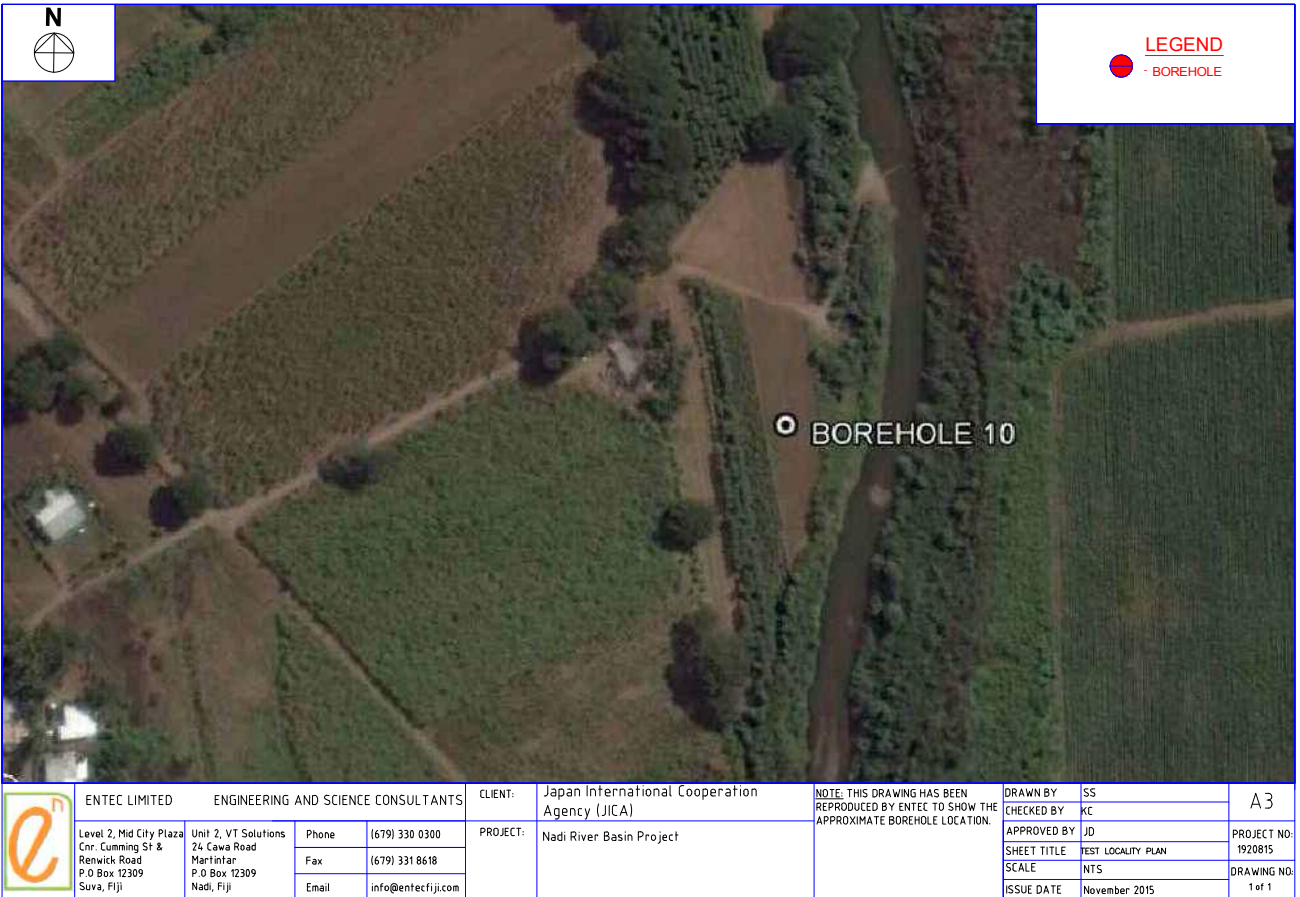 N
LEGEND
- BOREHOLE
BOREHOLE 10
en
ENTEC LIMITED
ENGINEERING AND SCIENCE CONSULTANTS
Level 2, Mid City Plaza
Cnr. Cumming St &
Renwick Road
P.O Box 12309
Suva, Fiji
Unit 2, VT Solutions
24 Cawa Road
Martintar
P.O Box 12309
Nadi, Fiji
Phone
(679) 330 0300
Fax
(679) 331 8618
Email
info@entecfiji.com
CLIENT:
Japan International Cooperation
Agency (JICA)
PROJECT:
Nadi River Basin Project
NOTE: THIS DRAWING HAS BEEN
REPRODUCED BY ENTEC TO SHOW THE
APPROXIMATE BOREHOLE LOCATION.
DRAWN BY
SS
CHECKED BY
KC
APPROVED BY
JD
SHEET TITLE
TEST LOCALITY PLAN
SCALE
NTS
ISSUE DATE
November 2015
A3
PROJECT NO:
1920815
DRAWING NO:
1 of 1